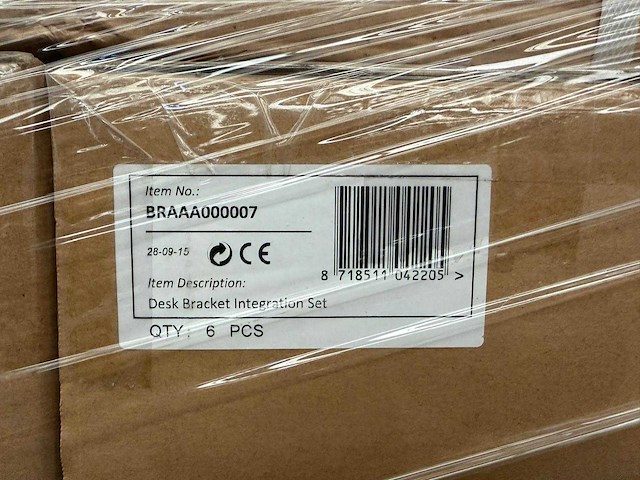 Item No.:
BRAAA000007
28-09-15 CE
8 718511 042205 >
Item Description:
Desk Bracket Integration Set
QTY: 6 PCS